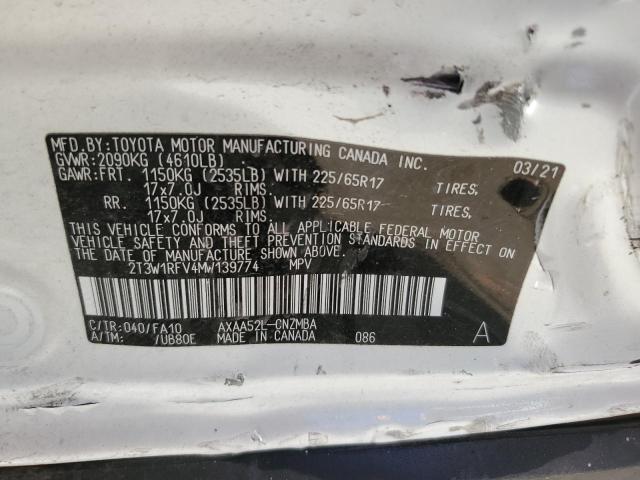 MFD. BY: TOYOTA MOTOR MANUFACTURING CANADA INC.
GVWR: 2090KG (4610LB) 03/21
GAWR: FRT. 1150KG (2535LB) WITH 225/65R17 TIRES,
17x7.0J RIMS.
RR. 1150KG (2535LB) WITH 225/65R17 TIRES,
17x7.0J RIMS.
THIS VEHICLE CONFORMS TO ALL APPLICABLE FEDERAL MOTOR
VEHICLE SAFETY AND THEFT PREVENTION STANDARDS IN EFFECT ON
THE DATE OF MANUFACTURE SHOWN ABOVE.
2T3W1RFV4MW139774 MPV
C/TR: 040/FA10 AXAA52L-CNZMBA
A/TM: /UB80E MADE IN CANADA 086 A